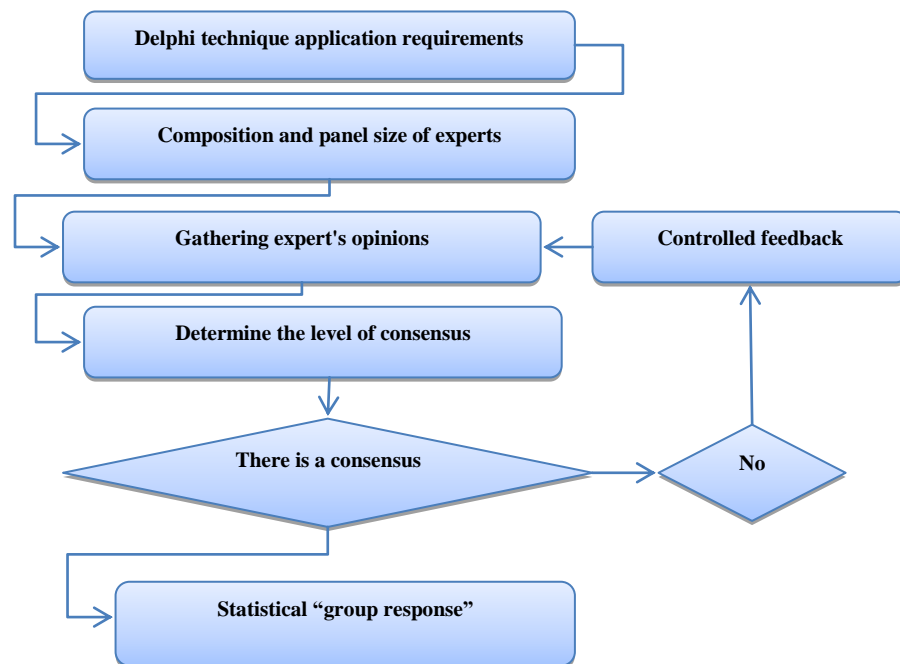 Delphi technique application requirements
Composition and panel size of experts
Gathering expert's opinions
Controlled feedback
Determine the level of consensus
There is a consensus
No
Statistical “group response”